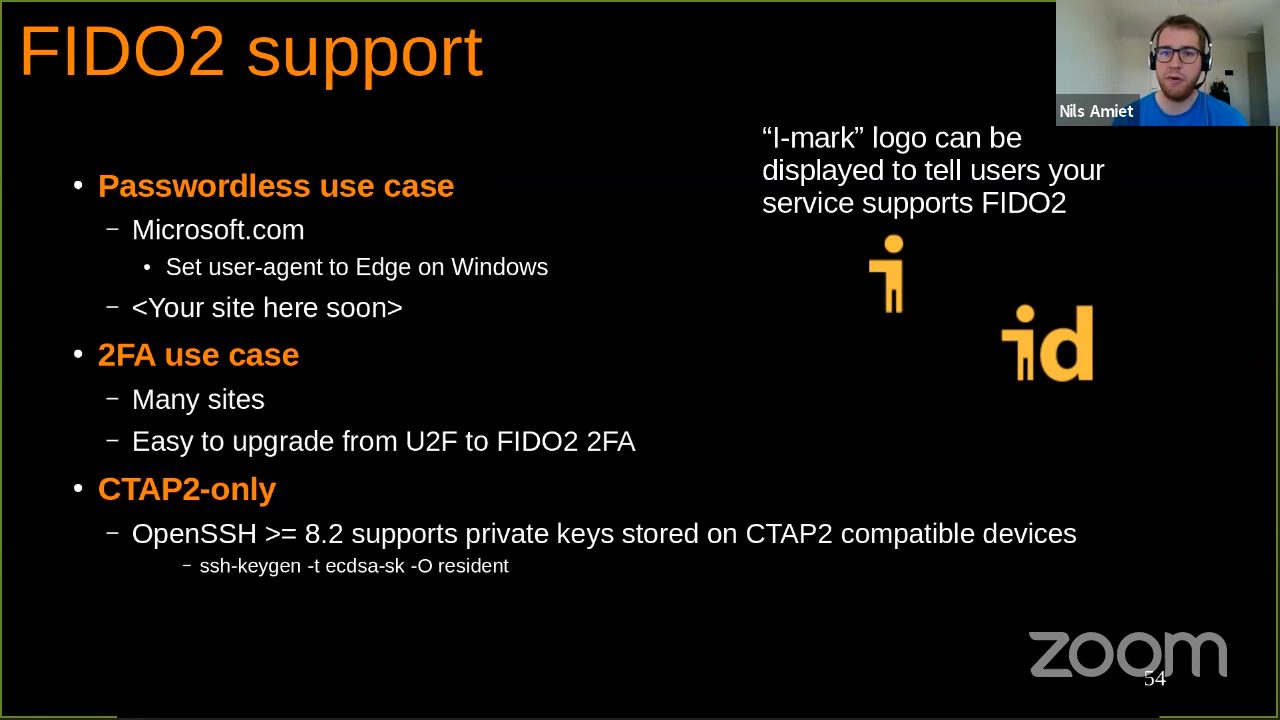 FIDO2 support
Nils Amiet
“I-mark” logo can be
displayed to tell users your
service supports FIDO2
id
• Passwordless use case
– Microsoft.com
• Set user-agent to Edge on Windows
– <Your site here soon>
• 2FA use case
– Many sites
– Easy to upgrade from U2F to FIDO2 2FA
• CTAP2-only
– OpenSSH >= 8.2 supports private keys stored on CTAP2 compatible devices
– ssh-keygen -t ecdsa-sk -O resident
zoom
54